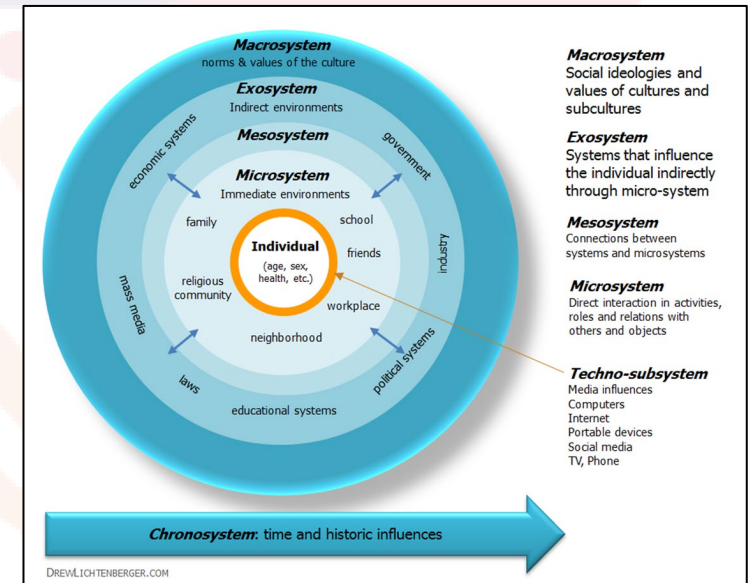 Macrosystem
norms & values of the culture
Exosystem
Indirect environments
Mesosystem
Microsystem
Immediate environments
economic systems
government
family
school
Individual
(age, sex,
health, etc.)
friends
industry
religious
community
workplace
mass media
neighborhood
laws
political systems
educational systems
Macrosystem
Social ideologies and
values of cultures and
subcultures
Exosystem
Systems that influence
the individual indirectly
through micro-system
Mesosystem
Connections between
systems and microsystems
Microsystem
Direct interaction in activities,
roles and relations with
others and objects
Techno-subsystem
Media influences
Computers
Internet
Portable devices
Social media
TV, Phone
Chronosystem: time and historic influences
DREWLICHTENBERGER.COM